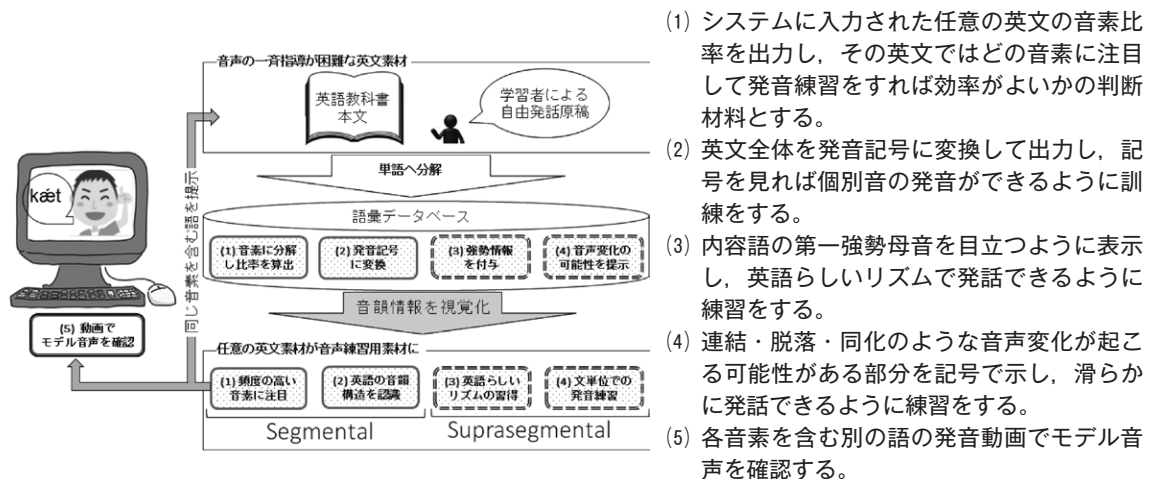 音声の一斉指導が困難な英文素材
英語教科書
本文
学習者による
自由発話原稿
単語へ分解
語彙データベース
(1)音素に分解
し比率を算出
(2)発音記号
に変換
(3)強勢情報
を付与
(4)音声変化の
可能性を提示
音韻情報を視覚化
kǽt
同じ音素を含む語を提示
(5) 動画で
モデル音声を確認
任意の英文素材が音声練習用素材に
(1)頻度の高い
音素に注目
(2)英語の音韻
構造を認識
(3)英語らしい
リズムの習得
(4)文単位での
発音練習
Segmental
Suprasegmental
⑴ システムに入力された任意の英文の音素比
率を出力し，その英文ではどの音素に注目
して発音練習をすれば効率がよいかの判断
材料とする。
⑵ 英文全体を発音記号に変換して出力し，記
号を見れば個別音の発音ができるように訓
練をする。
⑶ 内容語の第一強勢母音を目立つように表示
し，英語らしいリズムで発話できるように
練習をする。
⑷ 連結・脱落・同化のような音声変化が起こ
る可能性がある部分を記号で示し，滑らか
に発話できるように練習をする。
⑸ 各音素を含む別の語の発音動画でモデル音
声を確認する。